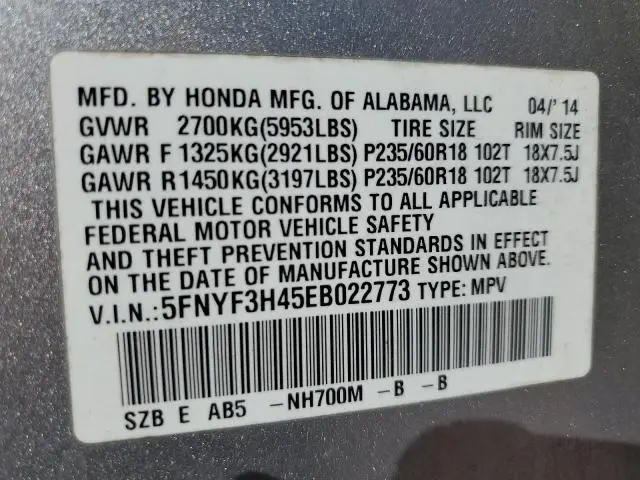 MFD. BY HONDA MFG. OF ALABAMA, LLC 04/'14
GVWR 2700KG(5953LBS) TIRE SIZE RIM SIZE
GAWR F 1325KG(2921LBS) P235/60R18 102T 18X7.5J
GAWR R 1450KG(3197LBS) P235/60R18 102T 18X7.5J
THIS VEHICLE CONFORMS TO ALL APPLICABLE
FEDERAL MOTOR VEHICLE SAFETY
AND THEFT PREVENTION STANDARDS IN EFFECT
ON THE DATE OF MANUFACTURE SHOWN ABOVE.
V.I.N.:5FNYF3H45EB022773 TYPE: MPV
SZB E AB5 -NH700M -B -B